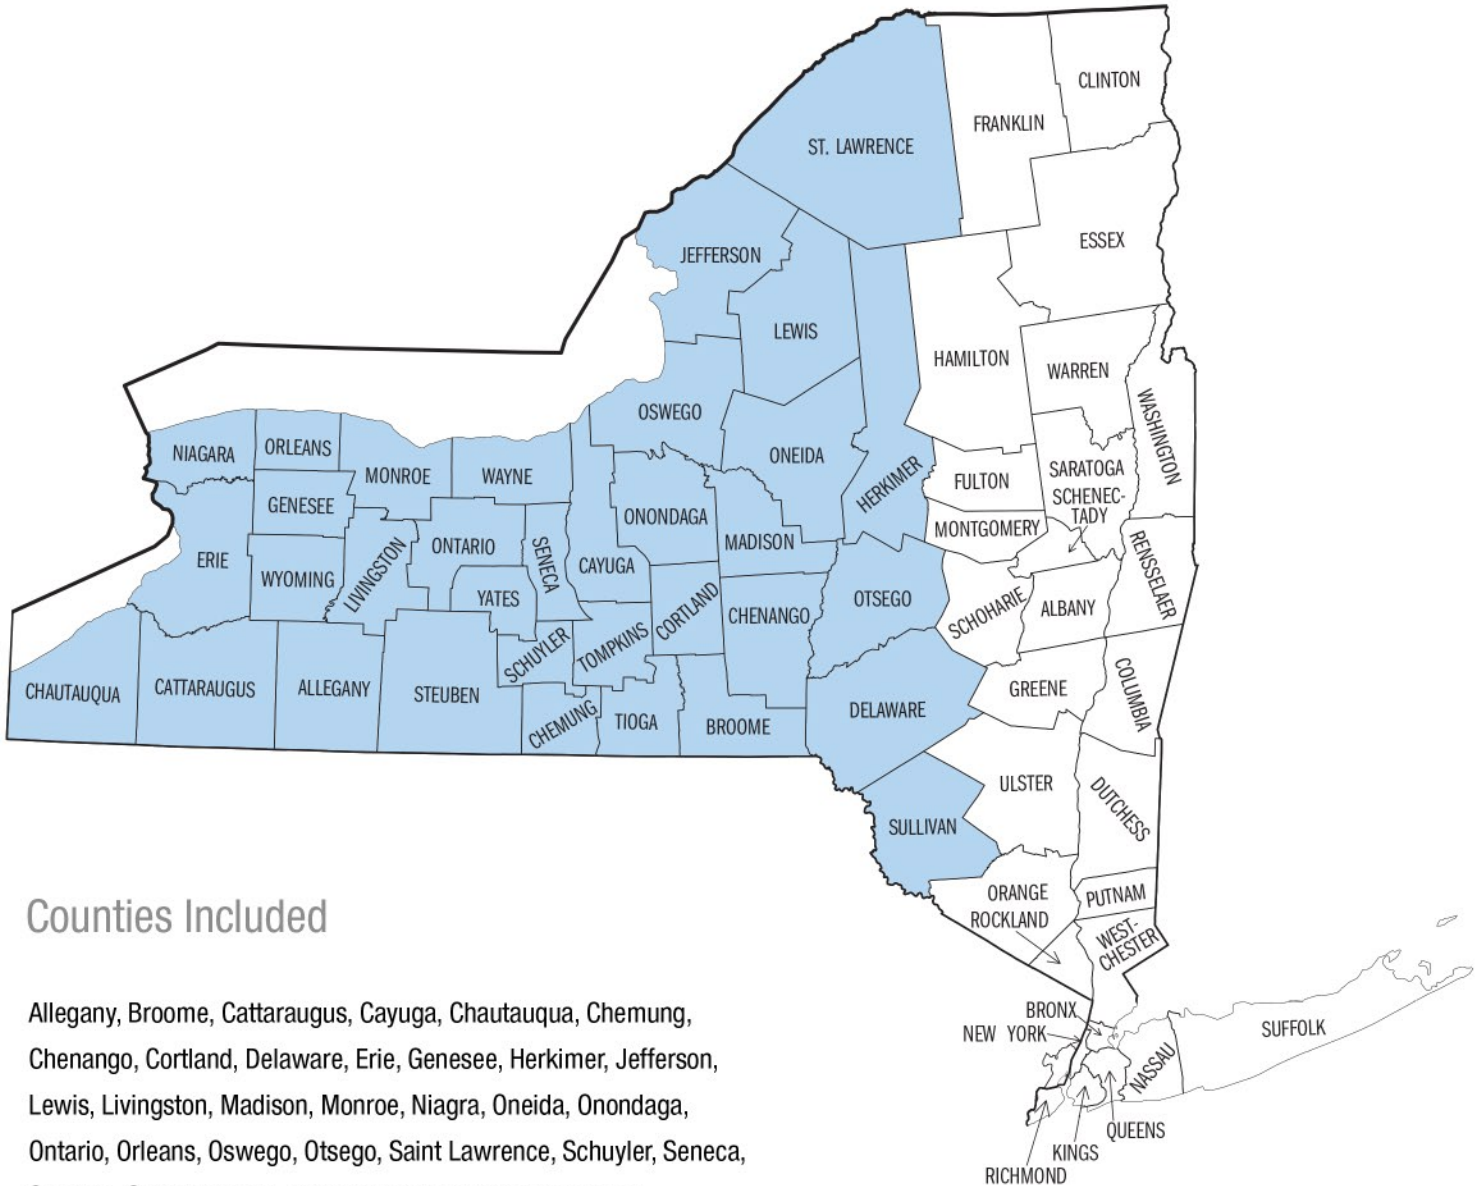 CLINTON
FRANKLIN
ST. LAWRENCE
ESSEX
JEFFERSON
LEWIS
HAMILTON
WARREN
WASHINGTON
OSWEGO
ONEIDA
HERKIMER
NIAGARA
ORLEANS
MONROE
WAYNE
FULTON
SARATOGA
SCHENEC-
TADY
GENESEE
ONONDAGA
MADISON
MONTGOMERY
RENSSELAER
ERIE
WYOMING
LIVINGSTON
ONTARIO
SENECA
CAYUGA
YATES
CORTLAND
CHENANGO
OTSEGO
SCHOHARIE
ALBANY
CHAUTAUQUA
CATTARAUGUS
ALLEGANY
STEUBEN
SCHUYLER
TOMPKINS
CHEMUNG
TIOGA
BROOME
DELAWARE
GREENE
COLUMBIA
ULSTER
DUTCHESS
SULLIVAN
ORANGE
PUTNAM
ROCKLAND
WEST-
CHESTER
BRONX
NEW YORK
NASSAU
SUFFOLK
QUEENS
KINGS
RICHMOND
Counties Included
Allegany, Broome, Cattaraugus, Cayuga, Chautauqua, Chemung,
Chenango, Cortland, Delaware, Erie, Genesee, Herkimer, Jefferson,
Lewis, Livingston, Madison, Monroe, Niagra, Oneida, Onondaga,
Ontario, Orleans, Oswego, Otsego, Saint Lawrence, Schuyler, Seneca,